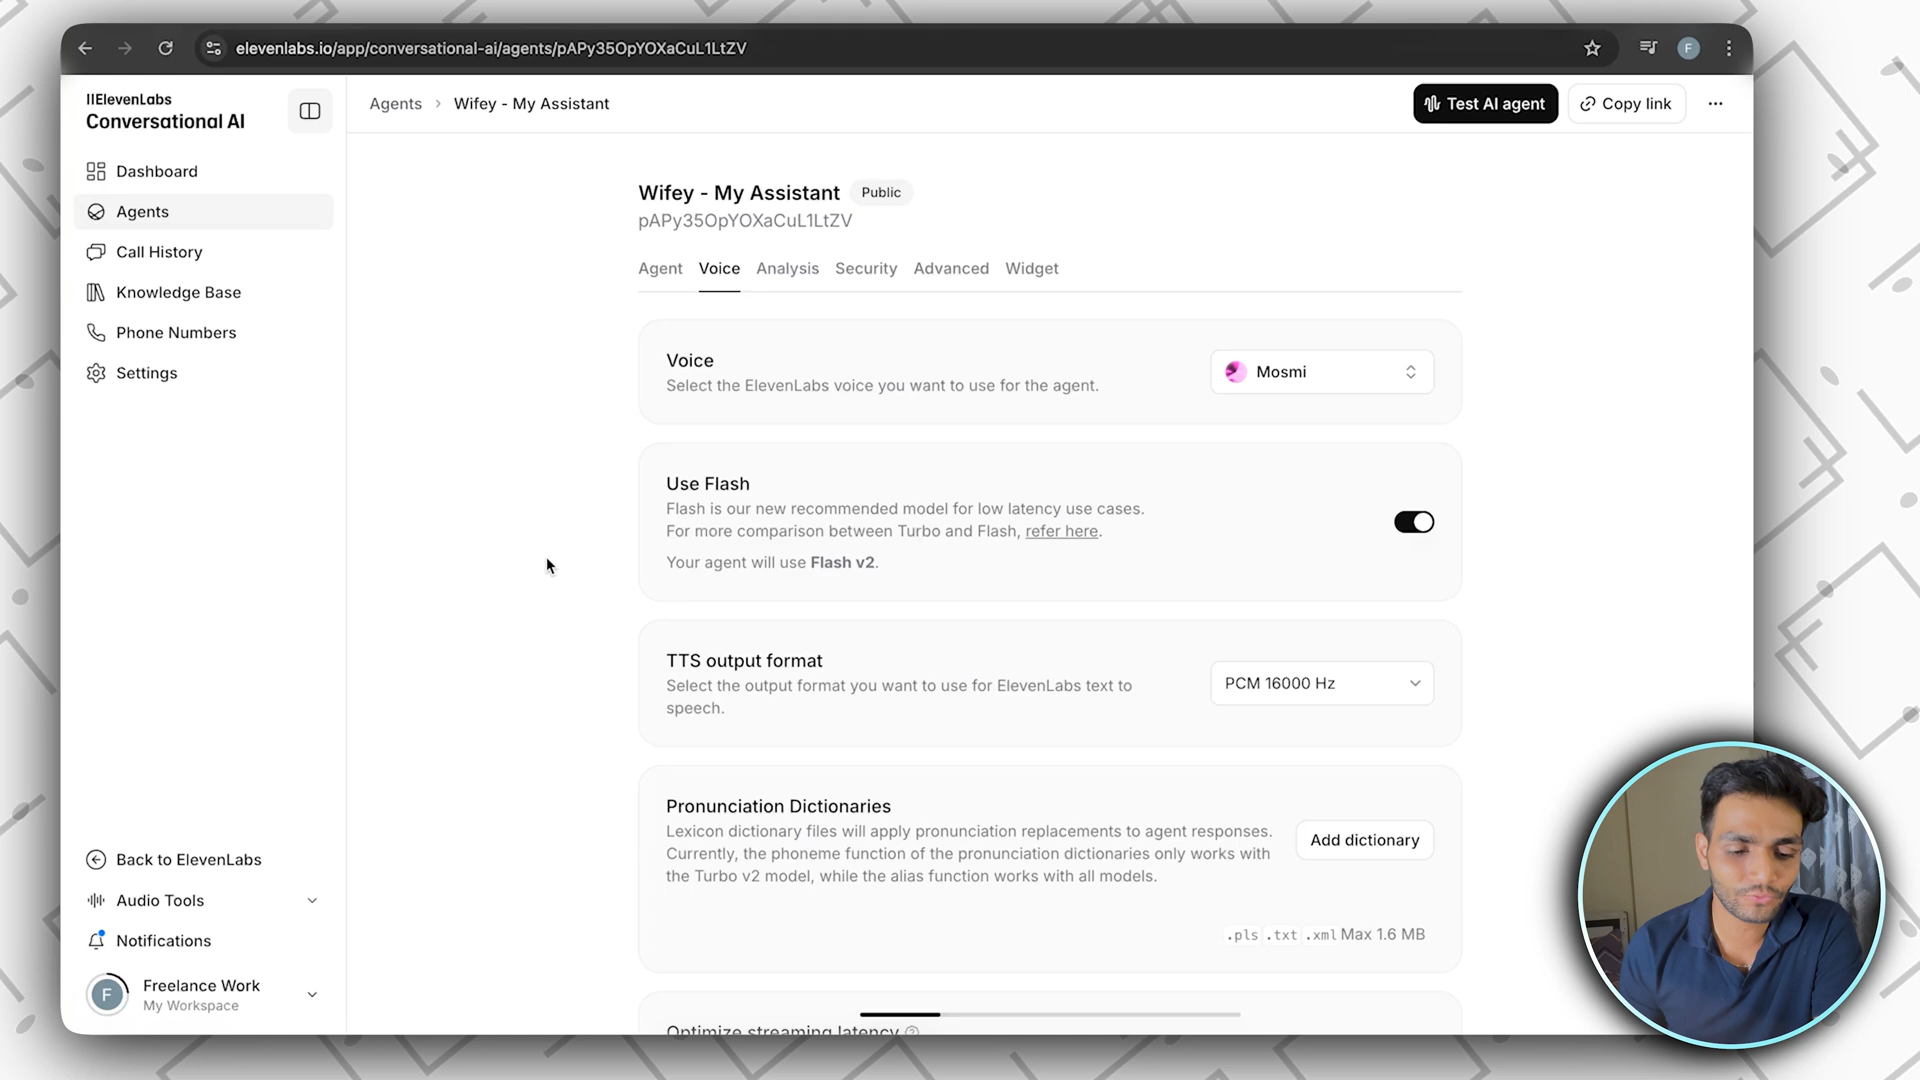 elevenlabs.io/app/conversational-ai/agents/pAPy35OpYOXaCuL1LtZV
F
IIElevenLabs
Conversational AI
Dashboard
Agents
Call History
Knowledge Base
Phone Numbers
Settings
Back to ElevenLabs
Audio Tools
Notifications
F
Freelance Work
My Workspace
Agents › Wifey - My Assistant
Test AI agent
Copy link
Wifey - My Assistant Public
pAPy35OpYOXaCuL1LtZV
Agent Voice Analysis Security Advanced Widget
Voice
Select the ElevenLabs voice you want to use for the agent.
Mosmi
Use Flash
Flash is our new recommended model for low latency use cases.
For more comparison between Turbo and Flash, refer here.
Your agent will use Flash v2.
TTS output format
Select the output format you want to use for ElevenLabs text to
speech.
PCM 16000 Hz
Pronunciation Dictionaries
Lexicon dictionary files will apply pronunciation replacements to agent responses.
Currently, the phoneme function of the pronunciation dictionaries only works with
the Turbo v2 model, while the alias function works with all models.
Add dictionary
.pls .txt .xml Max 1.6 MB
Optimize streaming latency